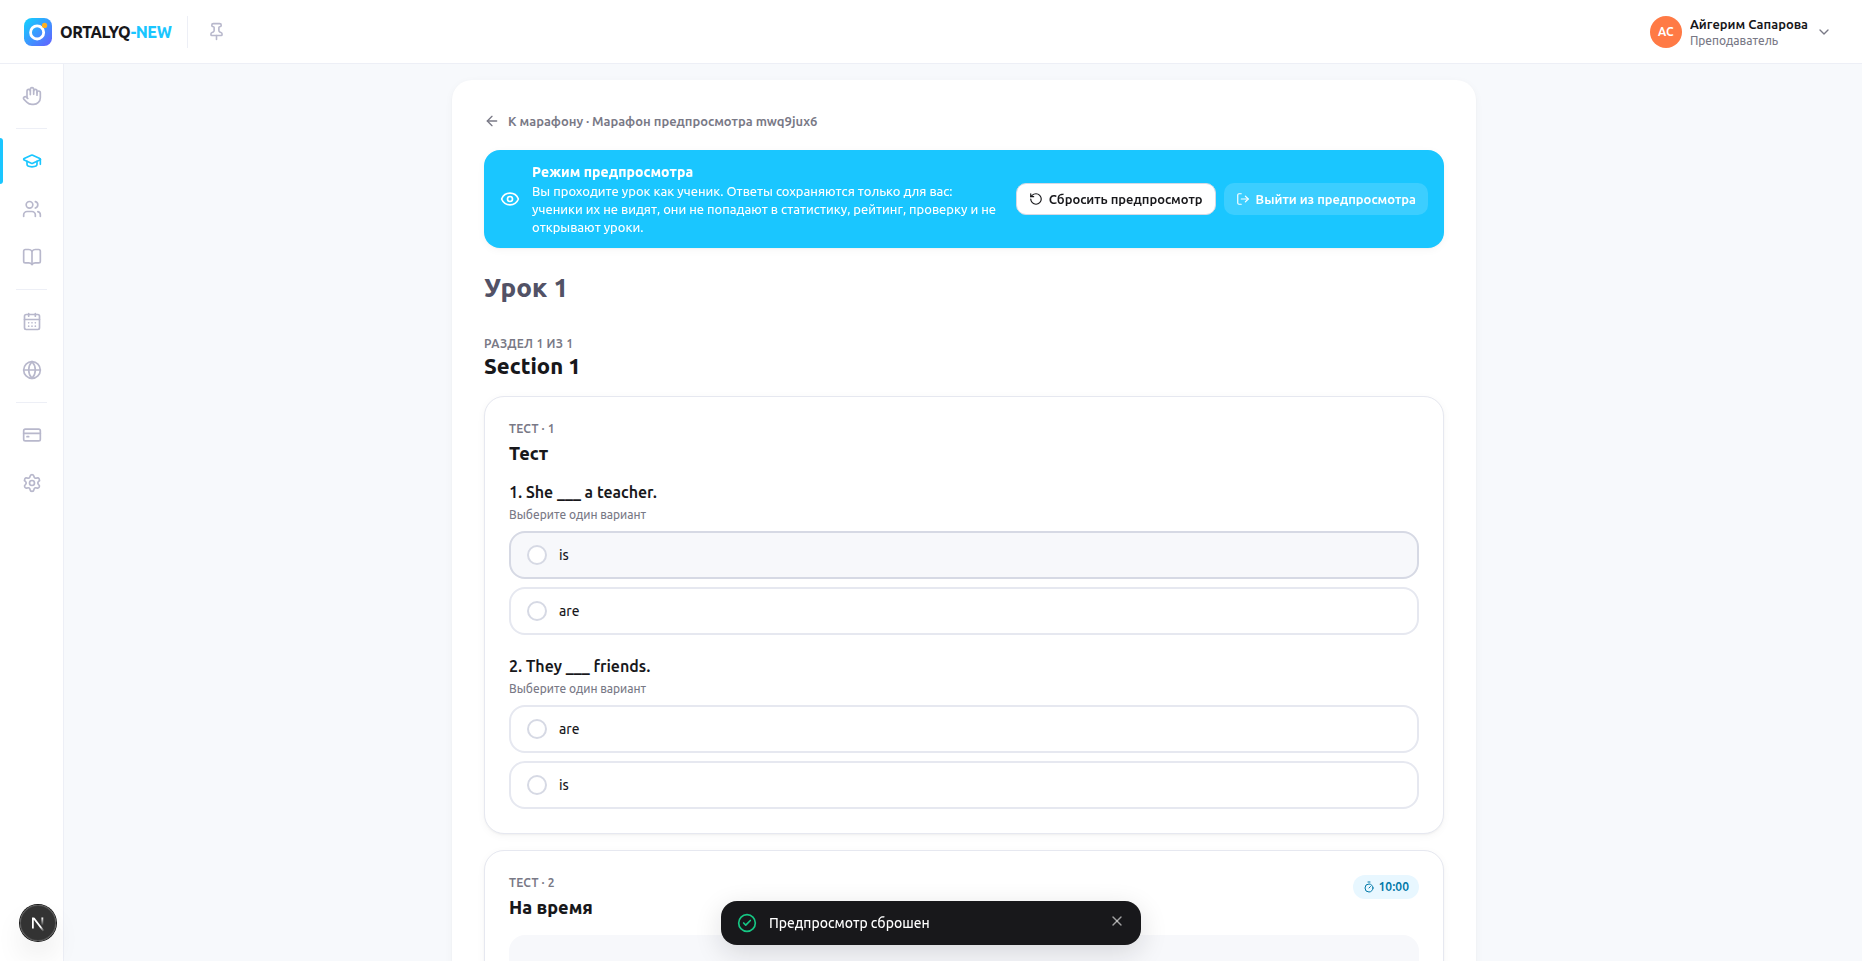 ORTALYQ-NEW
АС
Айгерим Сапарова
Преподаватель
К марафону · Марафон предпросмотра mwq9jux6
Режим предпросмотра
Вы проходите урок как ученик. Ответы сохраняются только для вас:
ученики их не видят, они не попадают в статистику, рейтинг, проверку и не
открывают уроки.
Сбросить предпросмотр
Выйти из предпросмотра
Урок 1
РАЗДЕЛ 1 ИЗ 1
Section 1
ТЕСТ · 1
Тест
1. She ___ a teacher.
Выберите один вариант
is
are
2. They ___ friends.
Выберите один вариант
are
is
ТЕСТ · 2
10:00
На время
Предпросмотр сброшен
N